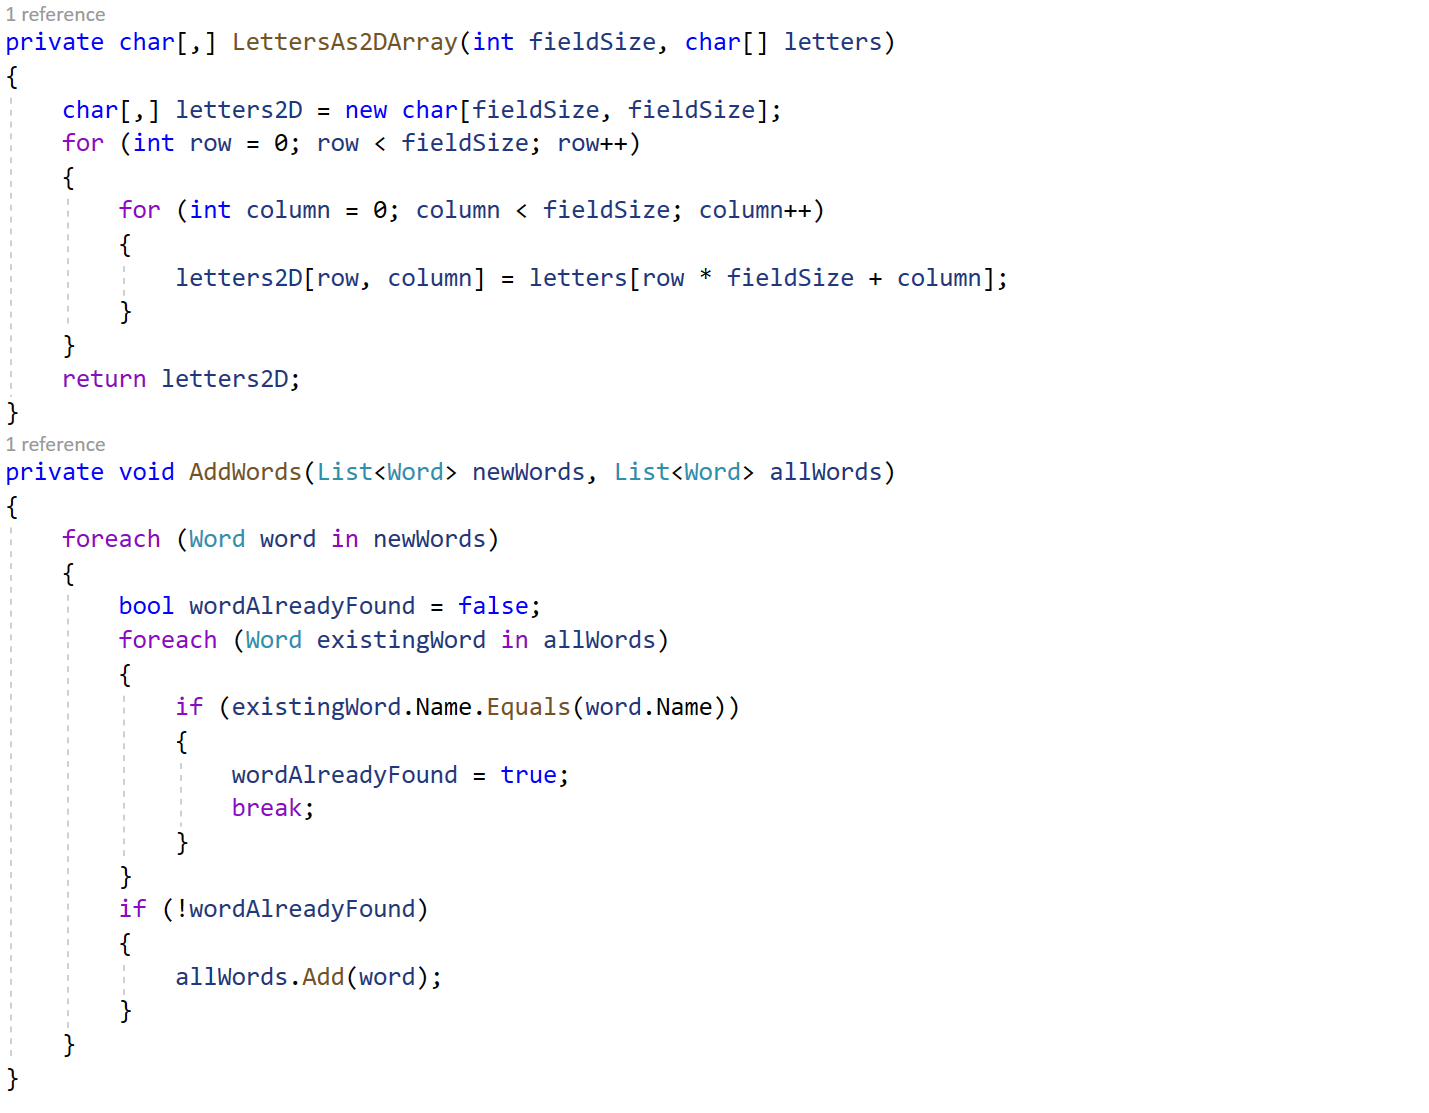 1 reference
private char[,] LettersAs2DArray(int fieldSize, char[] letters)
{
    char[,] letters2D = new char[fieldSize, fieldSize];
    for (int row = 0; row < fieldSize; row++)
    {
        for (int column = 0; column < fieldSize; column++)
        {
            letters2D[row, column] = letters[row * fieldSize + column];
        }
    }
    return letters2D;
}
1 reference
private void AddWords(List<Word> newWords, List<Word> allWords)
{
    foreach (Word word in newWords)
    {
        bool wordAlreadyFound = false;
        foreach (Word existingWord in allWords)
        {
            if (existingWord.Name.Equals(word.Name))
            {
                wordAlreadyFound = true;
                break;
            }
        }
        if (!wordAlreadyFound)
        {
            allWords.Add(word);
        }
    }
}